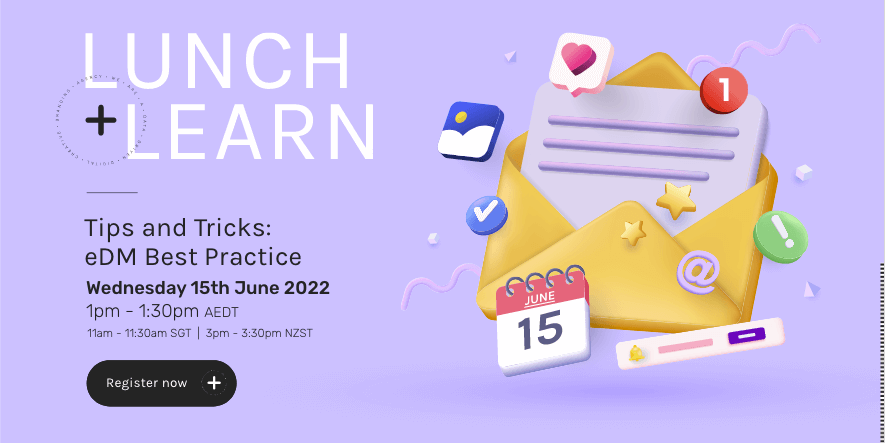 LUNCH
+ LEARN
Tips and Tricks:
eDM Best Practice
Wednesday 15th June 2022
1pm - 1:30pm AEDT
11am - 11:30am SGT | 3pm - 3:30pm NZST
Register now +
1
!
@
JUNE
15